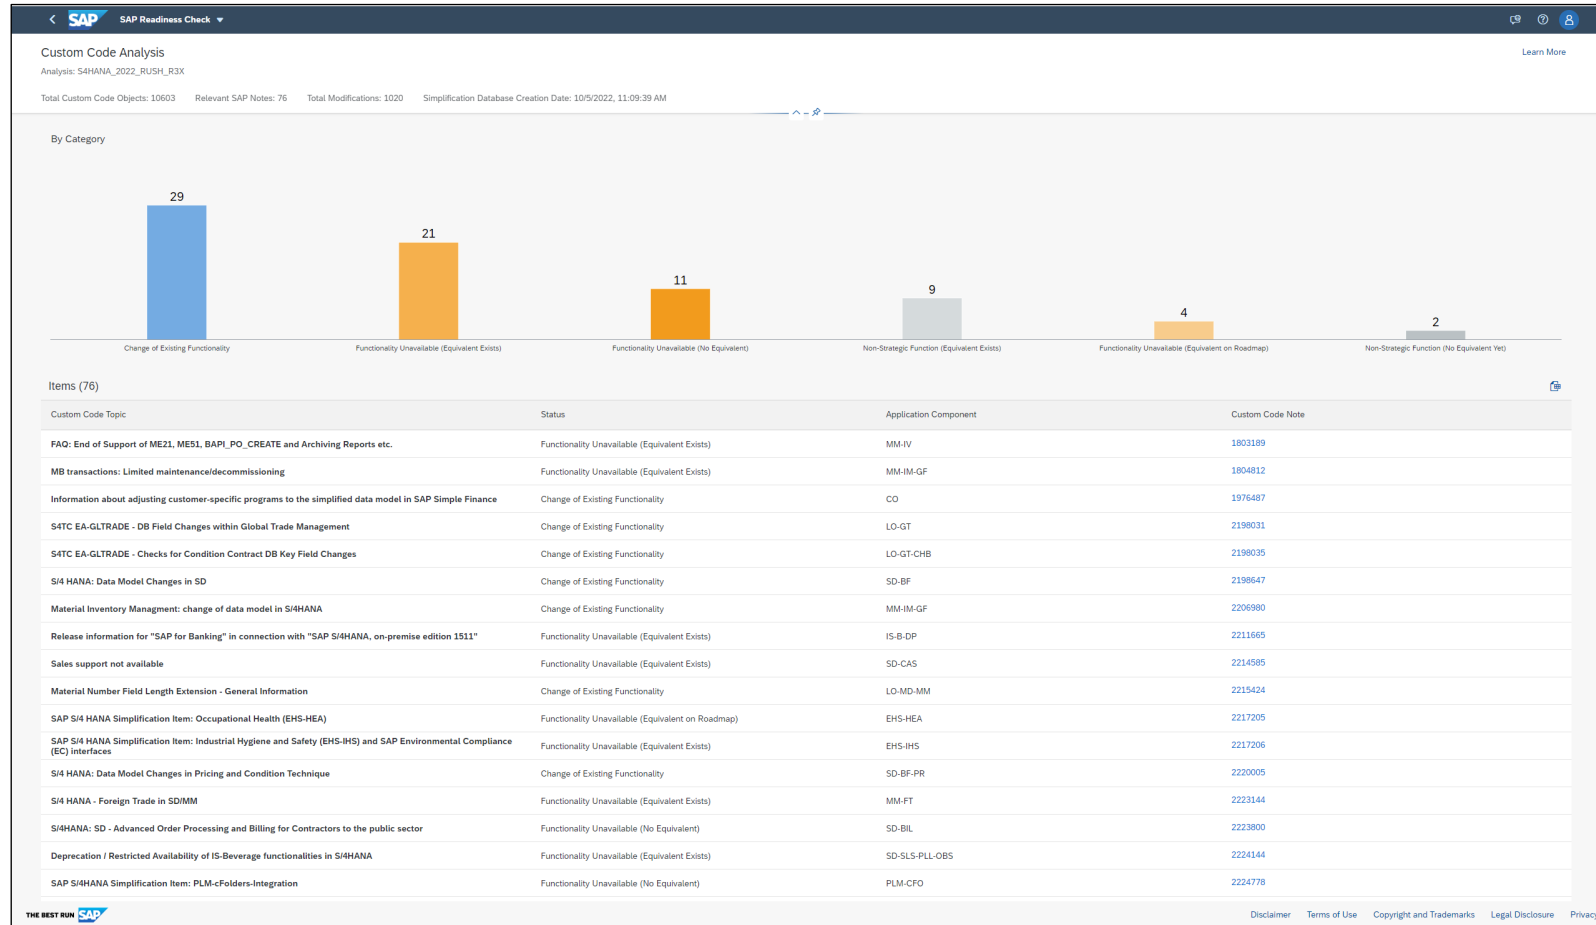 SAP SAP Readiness Check
Custom Code Analysis
Learn More
Analysis: S4HANA_2022_RUSH_R3X
Total Custom Code Objects: 10603 Relevant SAP Notes: 76 Total Modifications: 1020 Simplification Database Creation Date: 10/5/2022, 11:09:39 AM
By Category
29
21
11
9
4
2
Change of Existing Functionality Functionality Unavailable (Equivalent Exists) Functionality Unavailable (No Equivalent) Non-Strategic Function (Equivalent Exists) Functionality Unavailable (Equivalent on Roadmap) Non-Strategic Function (No Equivalent Yet)
Items (76)
Custom Code Topic Status Application Component Custom Code Note
FAQ: End of Support of ME21, ME51, BAPI_PO_CREATE and Archiving Reports etc. Functionality Unavailable (Equivalent Exists) MM-IV 1803189
MB transactions: Limited maintenance/decommissioning Functionality Unavailable (Equivalent Exists) MM-IM-GF 1804812
Information about adjusting customer-specific programs to the simplified data model in SAP Simple Finance Change of Existing Functionality CO 1976487
S4TC EA-GLTRADE - DB Field Changes within Global Trade Management Change of Existing Functionality LO-GT 2198031
S4TC EA-GLTRADE - Checks for Condition Contract DB Key Field Changes Change of Existing Functionality LO-GT-CHB 2198035
S/4 HANA: Data Model Changes in SD Change of Existing Functionality SD-BF 2198647
Material Inventory Managment: change of data model in S/4HANA Change of Existing Functionality MM-IM-GF 2206980
Release information for "SAP for Banking" in connection with "SAP S/4HANA, on-premise edition 1511" Functionality Unavailable (Equivalent Exists) IS-B-DP 2211665
Sales support not available Functionality Unavailable (Equivalent Exists) SD-CAS 2214585
Material Number Field Length Extension - General Information Change of Existing Functionality LO-MD-MM 2215424
SAP S/4 HANA Simplification Item: Occupational Health (EHS-HEA) Functionality Unavailable (Equivalent on Roadmap) EHS-HEA 2217205
SAP S/4 HANA Simplification Item: Industrial Hygiene and Safety (EHS-IHS) and SAP Environmental Compliance
(EC) interfaces Functionality Unavailable (Equivalent Exists) EHS-IHS 2217206
S/4 HANA: Data Model Changes in Pricing and Condition Technique Change of Existing Functionality SD-BF-PR 2220005
S/4 HANA - Foreign Trade in SD/MM Functionality Unavailable (Equivalent Exists) MM-FT 2223144
S/4HANA: SD - Advanced Order Processing and Billing for Contractors to the public sector Functionality Unavailable (No Equivalent) SD-BIL 2223800
Deprecation / Restricted Availability of IS-Beverage functionalities in S/4HANA Functionality Unavailable (Equivalent Exists) SD-SLS-PLL-OBS 2224144
SAP S/4HANA Simplification Item: PLM-cFolders-Integration Functionality Unavailable (No Equivalent) PLM-CFO 2224778
THE BEST RUN SAP Disclaimer Terms of Use Copyright and Trademarks Legal Disclosure Privacy